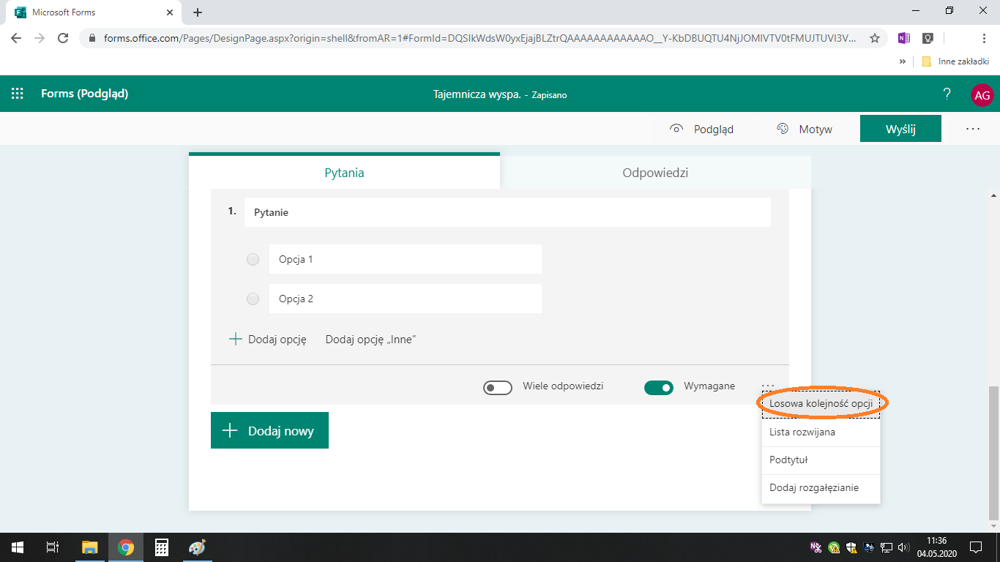 Microsoft Forms
forms.office.com/Pages/DesignPage.aspx?origin=shell&fromAR=1#FormId=DQSIkWdsW0yxEjajBLZtrQAAAAAAAAAAAAO__Y-KbDBUQTU4NjJOMlVTV0tFMUJTUVI3V...
» Inne zakładki
Forms (Podgląd)
Tajemnicza wyspa. - Zapisano
? AG
Podgląd Motyw Wyślij ...
Pytania Odpowiedzi
1. Pytanie
Opcja 1
Opcja 2
Dodaj opcję Dodaj opcję „Inne”
Wiele odpowiedzi Wymagane ...
Losowa kolejność opcji
Lista rozwijana
Podtytuł
Dodaj rozgałęzianie
Dodaj nowy
11:36
04.05.2020